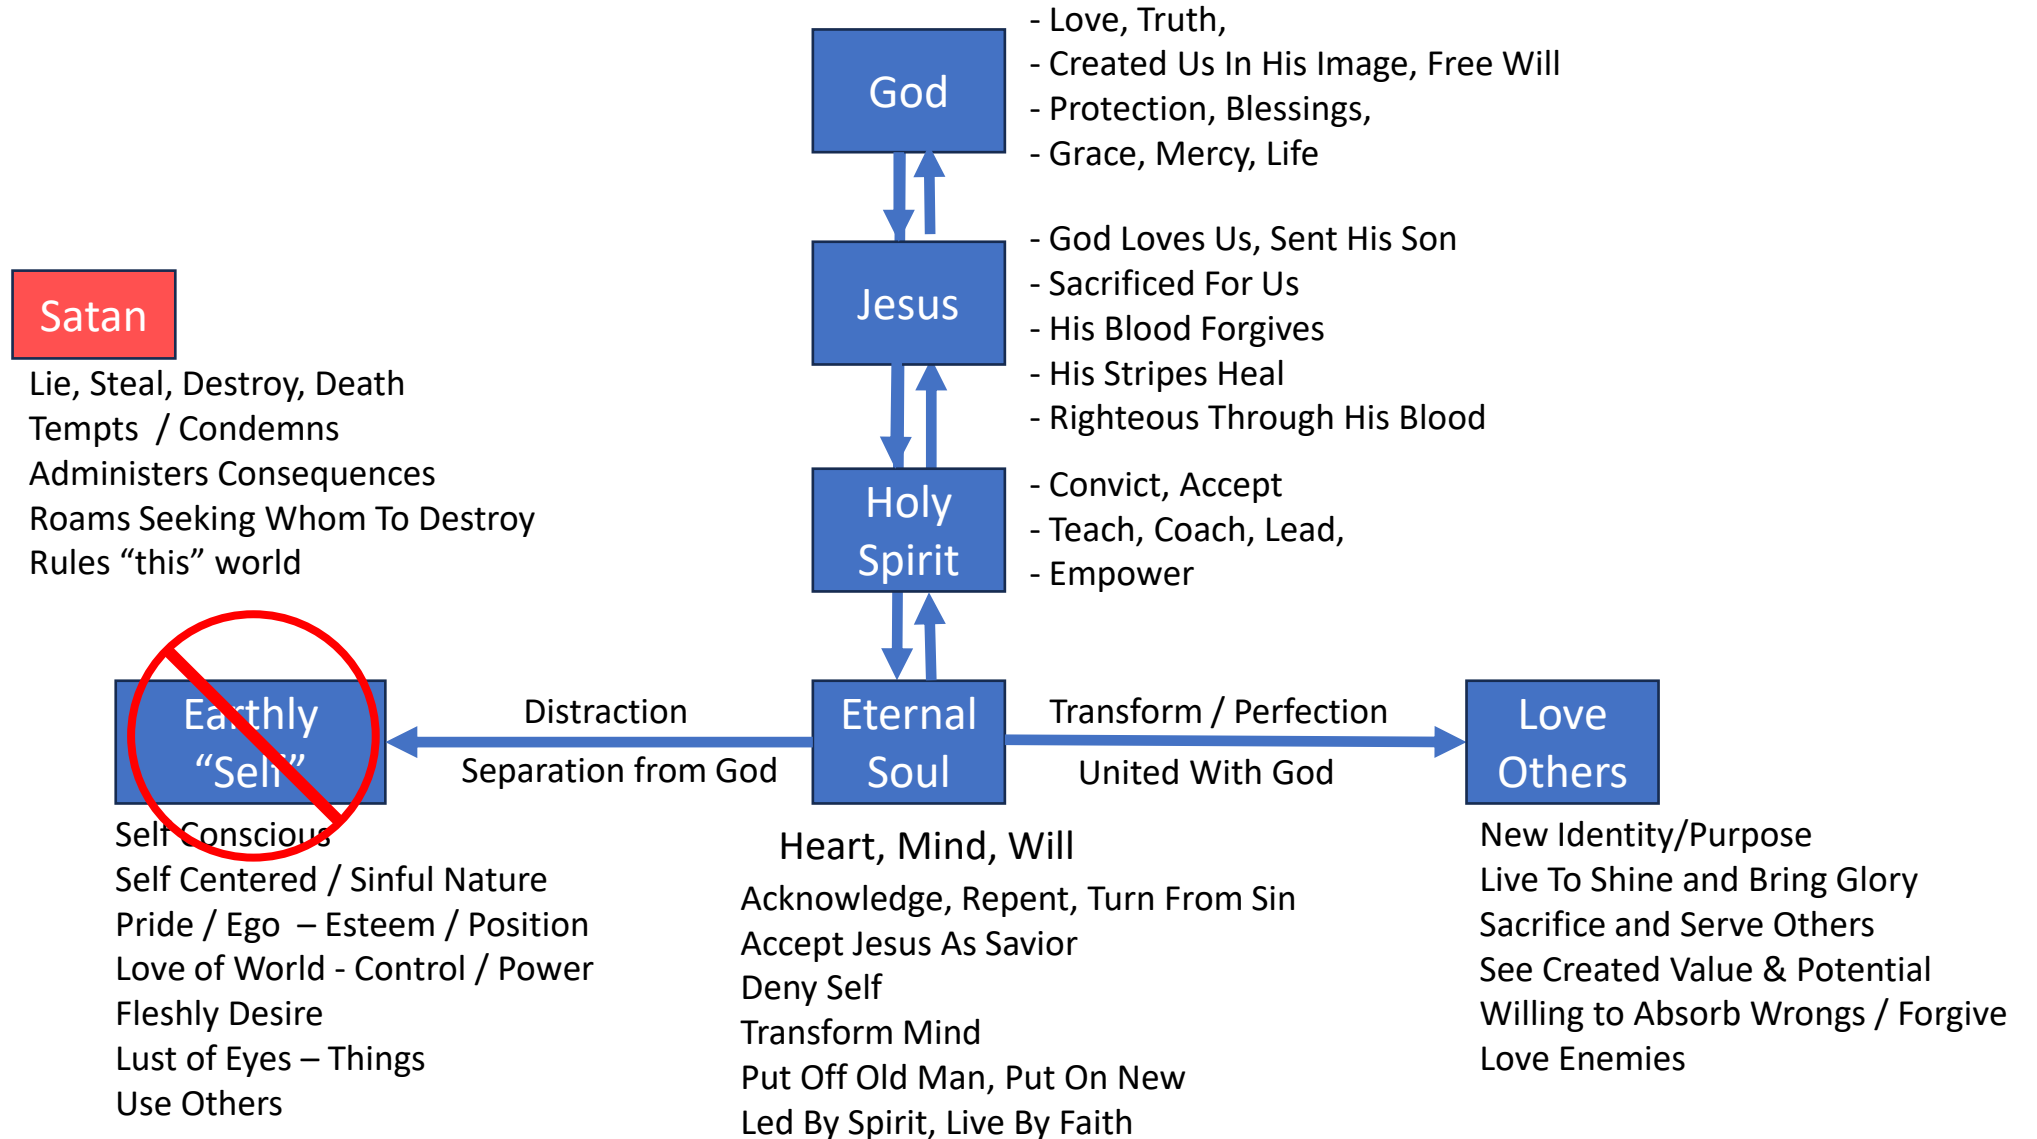 God
- Love, Truth,
- Created Us In His Image, Free Will
- Protection, Blessings,
- Grace, Mercy, Life
Jesus
- God Loves Us, Sent His Son
- Sacrificed For Us
- His Blood Forgives
- His Stripes Heal
- Righteous Through His Blood
Satan
Lie, Steal, Destroy, Death
Tempts / Condemns
Administers Consequences
Roams Seeking Whom To Destroy
Rules “this” world
Holy
Spirit
- Convict, Accept
- Teach, Coach, Lead,
- Empower
Earthly
“Self”
Distraction
Separation from God
Eternal
Soul
Transform / Perfection
United With God
Love
Others
Self Conscious
Self Centered / Sinful Nature
Pride / Ego – Esteem / Position
Love of World - Control / Power
Fleshly Desire
Lust of Eyes – Things
Use Others
Heart, Mind, Will
Acknowledge, Repent, Turn From Sin
Accept Jesus As Savior
Deny Self
Transform Mind
Put Off Old Man, Put On New
Led By Spirit, Live By Faith
New Identity/Purpose
Live To Shine and Bring Glory
Sacrifice and Serve Others
See Created Value & Potential
Willing to Absorb Wrongs / Forgive
Love Enemies